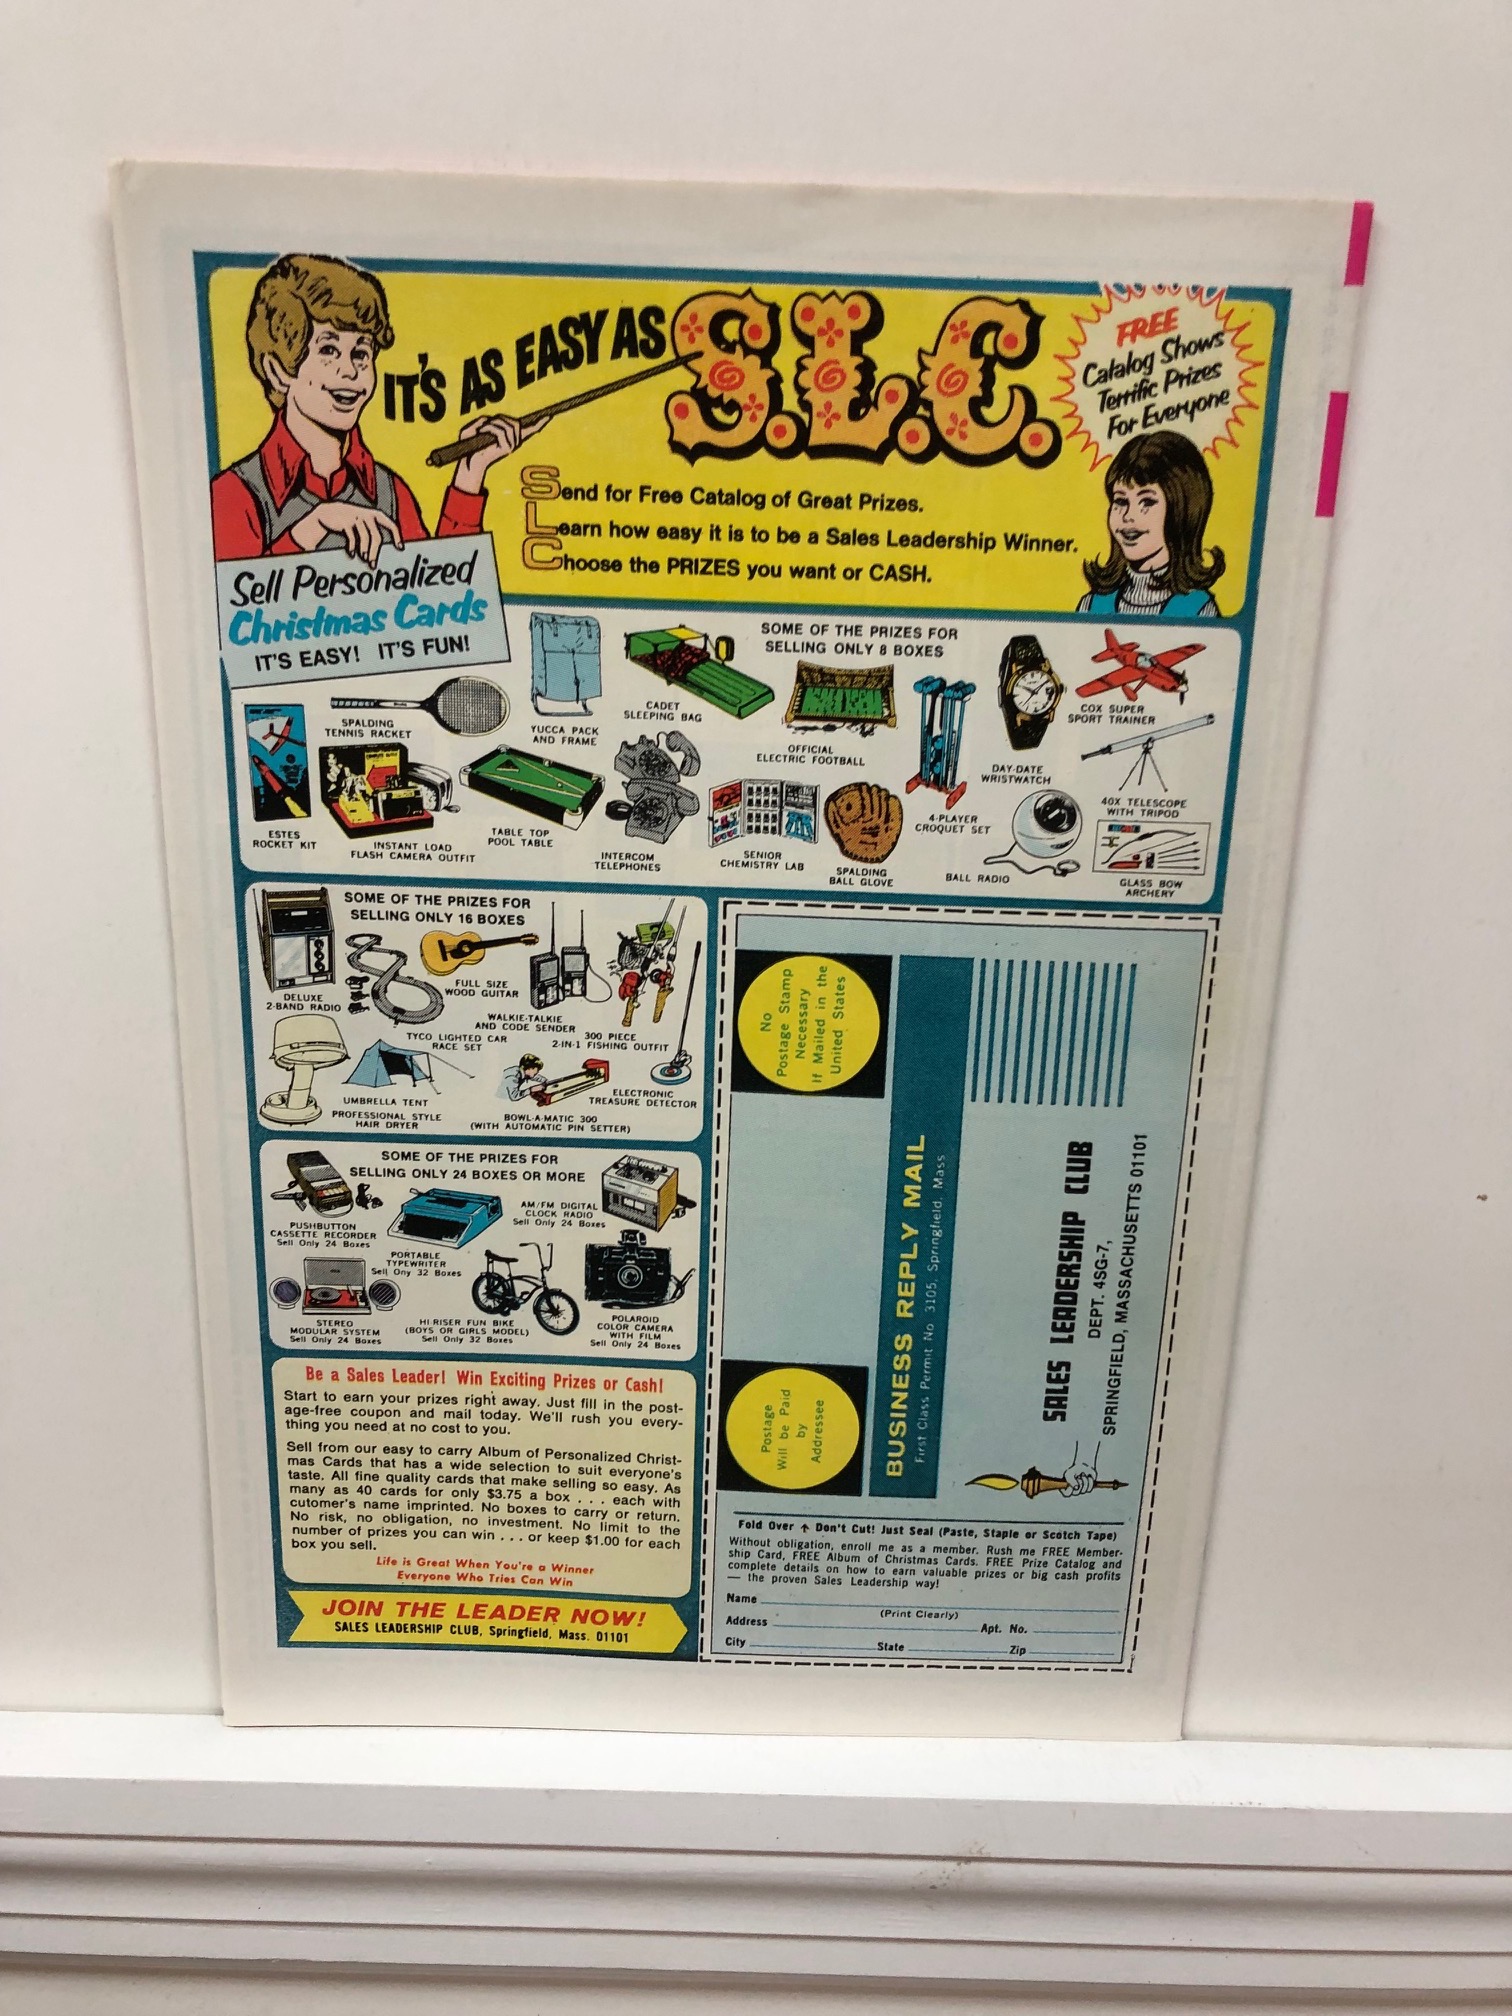 IT'S AS EASY AS S.L.C.
FREE
Catalog Shows
Terrific Prizes
For Everyone
Send for Free Catalog of Great Prizes.
Learn how easy it is to be a Sales Leadership Winner.
Choose the PRIZES you want or CASH.
Sell Personalized
Christmas Cards
IT'S EASY! IT'S FUN!
SOME OF THE PRIZES FOR
SELLING ONLY 8 BOXES
SPALDING
TENNIS RACKET
YUCCA PACK
AND FRAME
CADET
SLEEPING BAG
OFFICIAL
ELECTRIC FOOTBALL
DAY-DATE
WRISTWATCH
COX SUPER
SPORT TRAINER
40X TELESCOPE
WITH TRIPOD
ESTES
ROCKET KIT
INSTANT LOAD
FLASH CAMERA OUTFIT
TABLE TOP
POOL TABLE
INTERCOM
TELEPHONES
SENIOR
CHEMISTRY LAB
SPALDING
BALL GLOVE
4-PLAYER
CROQUET SET
BALL RADIO
GLASS BOW
ARCHERY
SOME OF THE PRIZES FOR
SELLING ONLY 16 BOXES
DELUXE
2-BAND RADIO
FULL SIZE
WOOD GUITAR
WALKIE-TALKIE
AND CODE SENDER
300 PIECE
2-IN-1 FISHING OUTFIT
TYCO LIGHTED CAR
RACE SET
UMBRELLA TENT
PROFESSIONAL STYLE
HAIR DRYER
BOWL-A-MATIC 300
(WITH AUTOMATIC PIN SETTER)
ELECTRONIC
TREASURE DETECTOR
SOME OF THE PRIZES FOR
SELLING ONLY 24 BOXES OR MORE
PUSHBUTTON
CASSETTE RECORDER
Sell Only 24 Boxes
PORTABLE
TYPEWRITER
Sell Ony 32 Boxes
AM/FM DIGITAL
CLOCK RADIO
Sell Only 24 Boxes
STEREO
MODULAR SYSTEM
Sell Only 24 Boxes
HI RISER FUN BIKE
(BOYS OR GIRLS MODEL)
Sell Only 32 Boxes
POLAROID
COLOR CAMERA
WITH FILM
Sell Only 24 Boxes
Be a Sales Leader! Win Exciting Prizes or Cash!
Start to earn your prizes right away. Just fill in the post-
age-free coupon and mail today. We'll rush you every-
thing you need at no cost to you.
Sell from our easy to carry Album of Personalized Christ-
mas Cards that has a wide selection to suit everyone's
taste. All fine quality cards that make selling so easy. As
many as 40 cards for only $3.75 a box . . . each with
cutomer's name imprinted. No boxes to carry or return.
No risk, no obligation, no investment. No limit to the
number of prizes you can win . . . or keep $1.00 for each
box you sell.
Life is Great When You're a Winner
Everyone Who Tries Can Win
JOIN THE LEADER NOW!
SALES LEADERSHIP CLUB, Springfield, Mass. 01101
No
Postage Stamp
Necessary
If Mailed in the
United States
Postage
Will be Paid
by
Addressee
BUSINESS REPLY MAIL
First Class Permit No. 3105, Springfield, Mass
SALES LEADERSHIP CLUB
DEPT. 4SG-7,
SPRINGFIELD, MASSACHUSETTS 01101
Fold Over ↑ Don't Cut! Just Seal (Paste, Staple or Scotch Tape)
Without obligation, enroll me as a member. Rush me FREE Member-
ship Card, FREE Album of Christmas Cards. FREE Prize Catalog and
complete details on how to earn valuable prizes or big cash profits
— the proven Sales Leadership way!
Name
(Print Clearly)
Address Apt. No.
City State Zip